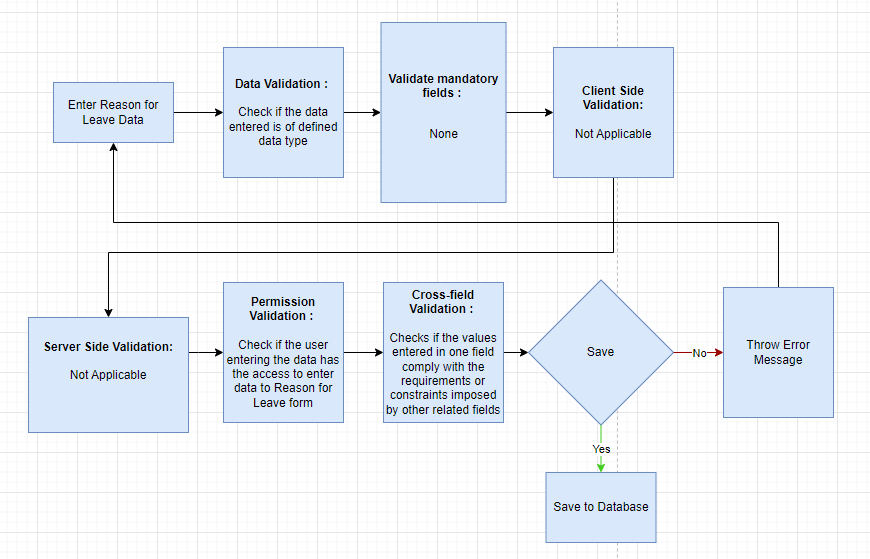 Enter Reason for
Leave Data
Data Validation :
Check if the data
entered is of defined
data type
Validate mandatory
fields :
None
Client Side
Validation:
Not Applicable
Server Side Validation:
Not Applicable
Permission
Validation :
Check if the user
entering the data has
the access to enter
data to Reason for
Leave form
Cross-field
Validation :
Checks if the values
entered in one field
comply with the
requirements or
constraints imposed
by other related fields
Save
No
Throw Error
Message
Yes
Save to Database